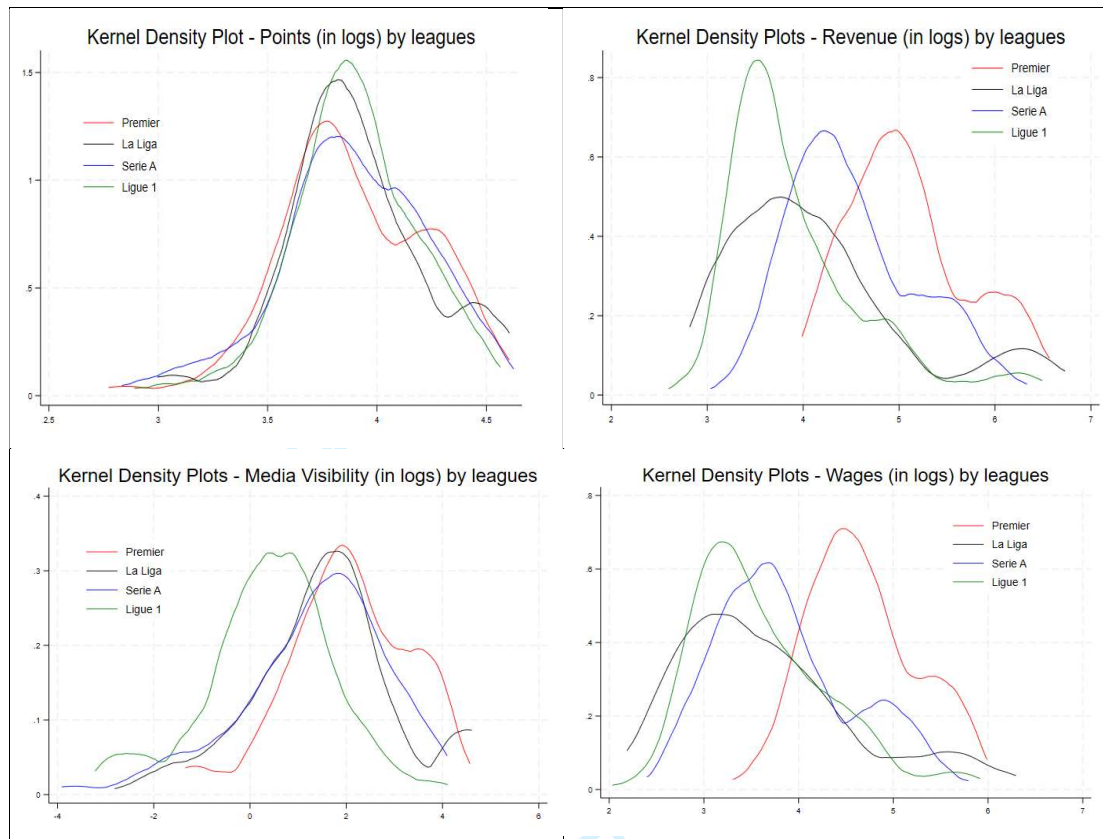 Kernel Density Plot - Points (in logs) by leagues
1.5
1
.5
0
2.5 3 3.5 4 4.5
Premier
La Liga
Serie A
Ligue 1
Kernel Density Plots - Revenue (in logs) by leagues
.8
.6
.4
.2
0
2 3 4 5 6 7
Premier
La Liga
Serie A
Ligue 1
Kernel Density Plots - Media Visibility (in logs) by leagues
.4
.3
.2
.1
0
-4 -2 0 2 4 6
Premier
La Liga
Serie A
Ligue 1
Kernel Density Plots - Wages (in logs) by leagues
.8
.6
.4
.2
0
2 3 4 5 6 7
Premier
La Liga
Serie A
Ligue 1